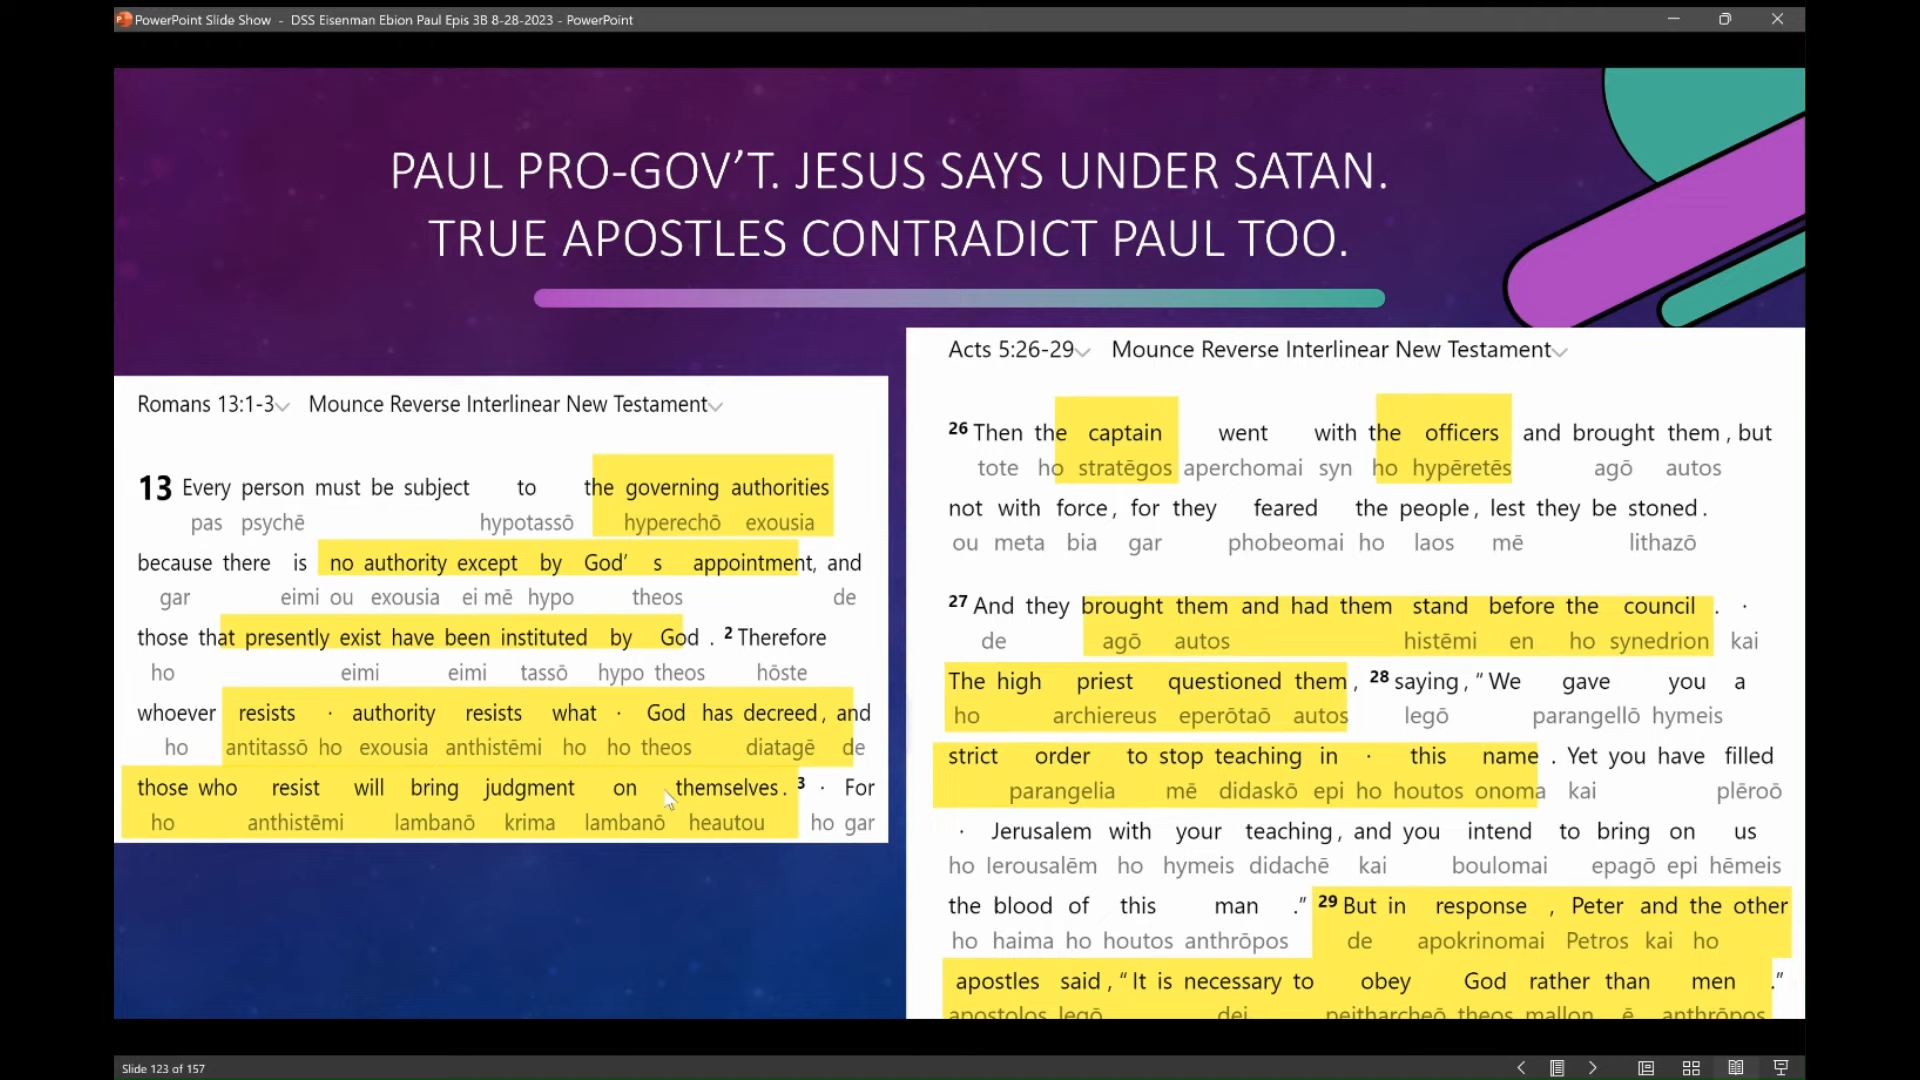 PowerPoint Slide Show - DSS Eisenman Ebion Paul Epis 3B 8-28-2023 - PowerPoint
PAUL PRO-GOV’T. JESUS SAYS UNDER SATAN.
TRUE APOSTLES CONTRADICT PAUL TOO.
Romans 13:1-3 Mounce Reverse Interlinear New Testament
13 Every person must be subject to the governing authorities
pas psychē hypotassō hyperechō exousia
because there is no authority except by God’ s appointment, and
gar eimi ou exousia ei mē hypo theos de
those that presently exist have been instituted by God . 2 Therefore
ho eimi eimi tassō hypo theos hōste
whoever resists · authority resists what · God has decreed, and
ho antitassō ho exousia anthistēmi ho ho theos diatagē de
those who resist will bring judgment on themselves. 3 · For
ho anthistēmi lambanō krima lambanō heautou ho gar
Acts 5:26-29 Mounce Reverse Interlinear New Testament
26 Then the captain went with the officers and brought them , but
tote ho stratēgos aperchomai syn ho hypēretēs agō autos
not with force, for they feared the people, lest they be stoned.
ou meta bia gar phobeomai ho laos mē lithazō
27 And they brought them and had them stand before the council . ·
de agō autos histēmi en ho synedrion kai
The high priest questioned them, 28 saying, “We gave you a
ho archiereus eperōtaō autos legō parangellō hymeis
strict order to stop teaching in · this name . Yet you have filled
parangelia mē didaskō epi ho houtos onoma kai plēroō
· Jerusalem with your teaching, and you intend to bring on us
ho Ierousalēm ho hymeis didachē kai boulomai epagō epi hēmeis
the blood of this man .” 29 But in response , Peter and the other
ho haima ho houtos anthrōpos de apokrinomai Petros kai ho
apostles said, “It is necessary to obey God rather than men .”
apostolos legō dei peitharcheō theos mallon ē anthrōpos
Slide 123 of 157